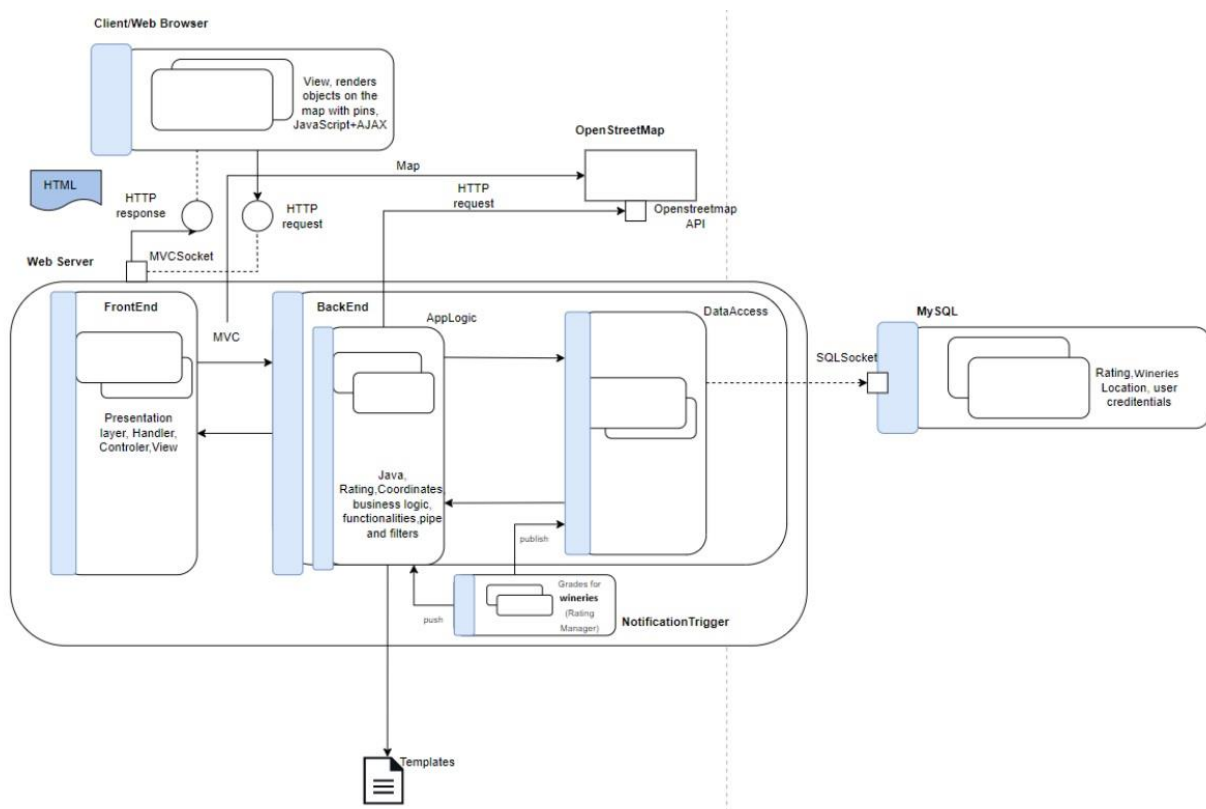 Client/Web Browser
View, renders
objects on the
map with pins,
JavaScript+AJAX
OpenStreetMap
HTML
Map
HTTP
response
HTTP
request
HTTP
request
Openstreetmap
API
MVCSocket
Web Server
FrontEnd
BackEnd
AppLogic
DataAccess
MySQL
MVC
SQLSocket
Rating,Wineries
Location, user
creditentials
Presentation
layer, Handler,
Controler,View
Java,
Rating,Coordinates,
business logic,
functionalities,pipe
and filters
publish
push
Grades for
wineries
(Rating
Manager)
NotificationTrigger
Templates